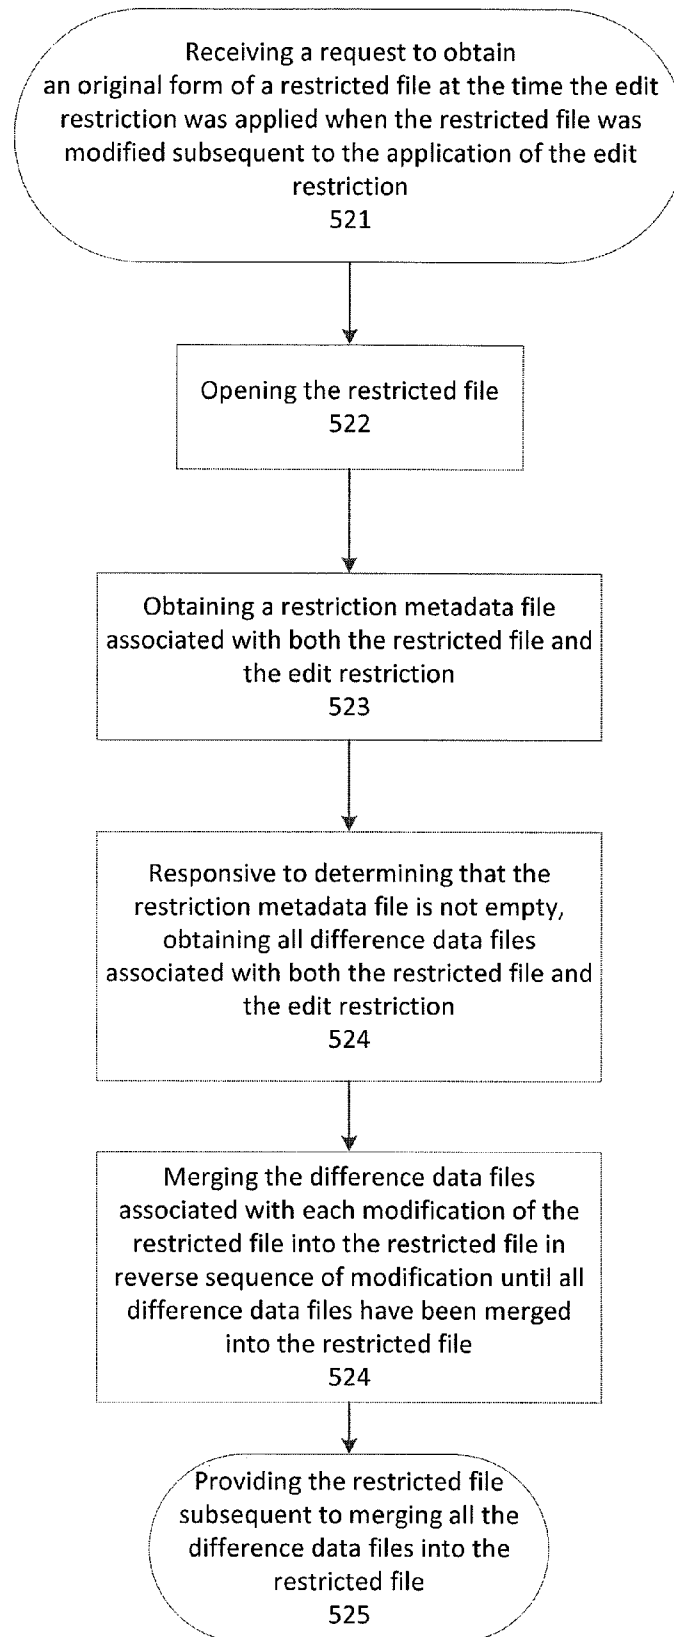 Receiving a request to obtain
an original form of a restricted file at the time the edit
restriction was applied when the restricted file was
modified subsequent to the application of the edit
restriction
521
Opening the restricted file
522
Obtaining a restriction metadata file
associated with both the restricted file and
the edit restriction
523
Responsive to determining that the
restriction metadata file is not empty,
obtaining all difference data files
associated with both the restricted file and
the edit restriction
524
Merging the difference data files
associated with each modification of the
restricted file into the restricted file in
reverse sequence of modification until all
difference data files have been merged
into the restricted file
524
Providing the restricted file
subsequent to merging all the
difference data files into the
restricted file
525